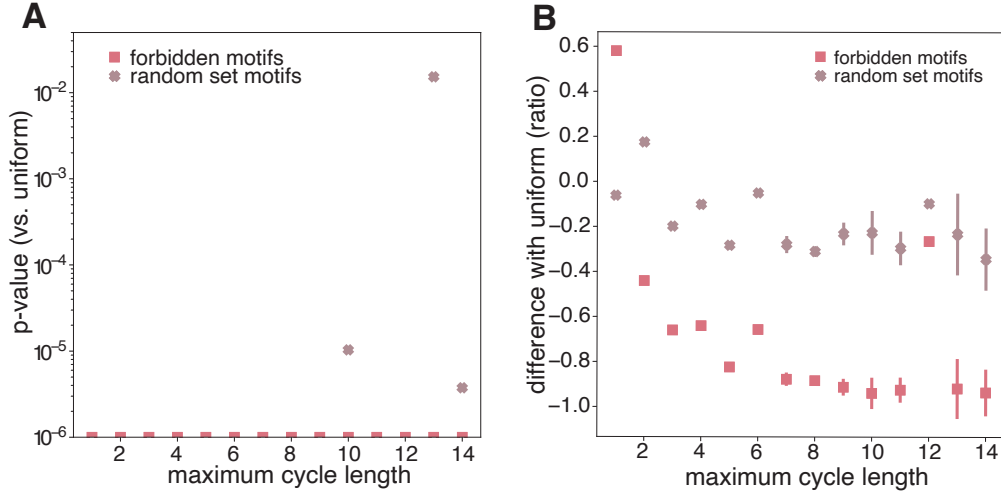 A
forbidden motifs
random set motifs
p-value (vs. uniform)
10⁻²
10⁻³
10⁻⁴
10⁻⁵
10⁻⁶
2 4 6 8 10 12 14
maximum cycle length
B
forbidden motifs
random set motifs
difference with uniform (ratio)
0.6
0.4
0.2
0.0
−0.2
−0.4
−0.6
−0.8
−1.0
2 4 6 8 10 12 14
maximum cycle length